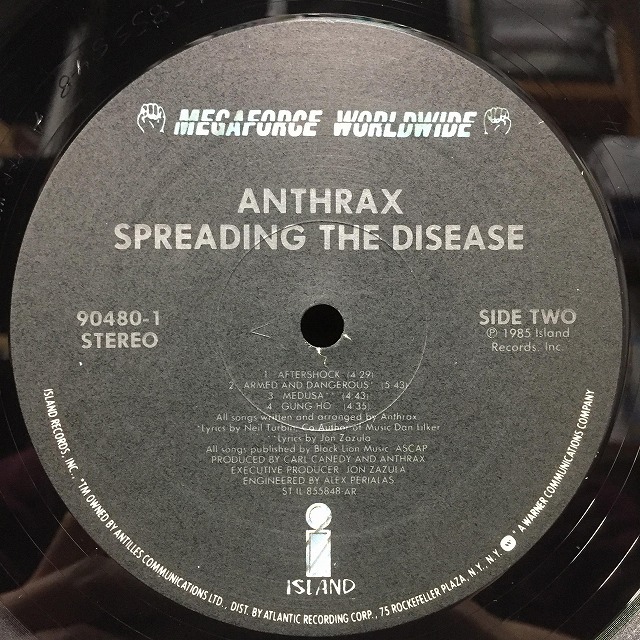 MEGAFORCE WORLDWIDE
ANTHRAX
SPREADING THE DISEASE
90480-1
STEREO
SIDE TWO
℗ 1985 Island
Records, Inc.
1 AFTERSHOCK (4:29)
2. ARMED AND DANGEROUS* (5:43)
3 MEDUSA** (4:43)
4 GUNG HO (4:35)
All songs written and arranged by Anthrax
*Lyrics by Neil Turbin, Co Author of Music Dan Lilker
**Lyrics by Jon Zazula
All songs published by Black Lion Music ASCAP
PRODUCED BY CARL CANEDY AND ANTHRAX
EXECUTIVE PRODUCER JON ZAZULA
ENGINEERED BY ALEX PERIALAS
ST IL 855848-AR
ISLAND
ISLAND RECORDS, INC. *TM OWNED BY ANTILLES COMMUNICATIONS LTD., DIST. BY ATLANTIC RECORDING CORP., 75 ROCKEFELLER PLAZA, N.Y., N.Y. W * A WARNER COMMUNICATIONS COMPANY